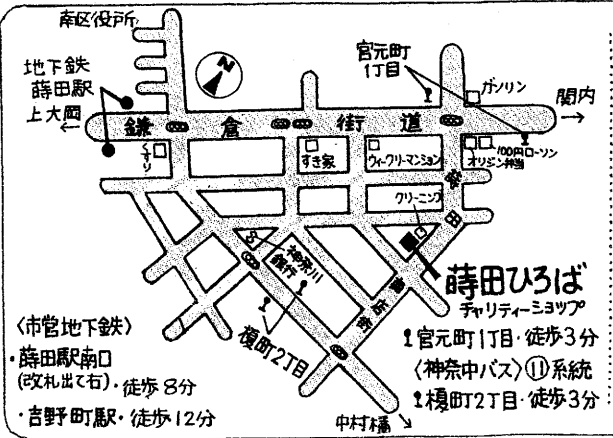 南区役所
地下鉄
蒔田駅
上大岡
←
N
宮元町
1丁目
ガソリン
関内
→
鎌倉街道
くすり
すき家
ウィークリーマンション
100円ローソン
オリジン弁当
クリーニング
蒔田
商店街
8
神奈川
銀行
榎町2丁目
中村橋
蒔田ひろば
チャリティーショップ
宮元町1丁目・徒歩3分
〈神奈中バス〉⑪系統
榎町2丁目・徒歩3分
〈市営地下鉄〉
・蒔田駅南口
(改札出て右)・徒歩8分
・吉野町駅・徒歩12分